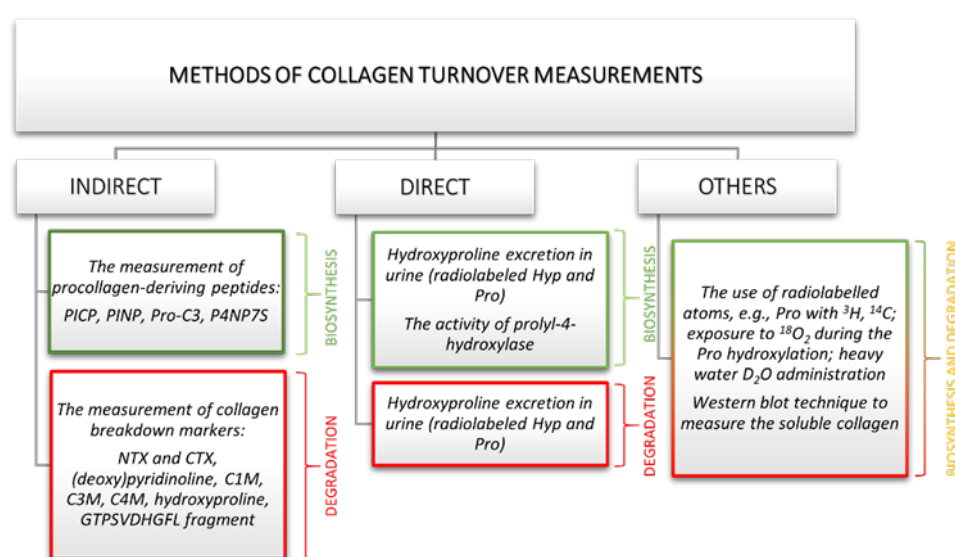 METHODS OF COLLAGEN TURNOVER MEASUREMENTS
INDIRECT
The measurement of
procollagen-deriving peptides:
PICP, PINP, Pro-C3, P4NP7S
BIOSYNTHESIS
The measurement of collagen
breakdown markers:
NTX and CTX,
(deoxy)pyridinoline, C1M,
C3M, C4M, hydroxyproline,
GTPSVDHGFL fragment
DEGRADATION
DIRECT
Hydroxyproline excretion in
urine (radiolabeled Hyp and
Pro)
The activity of prolyl-4-
hydroxylase
BIOSYNTHESIS
Hydroxyproline excretion in
urine (radiolabeled Hyp and
Pro)
DEGRADATION
OTHERS
The use of radiolabelled
atoms, e.g., Pro with ³H, ¹⁴C;
exposure to ¹⁸O₂ during the
Pro hydroxylation; heavy
water D₂O administration
Western blot technique to
measure the soluble collagen
BIOSYNTHESIS AND DEGRADATION